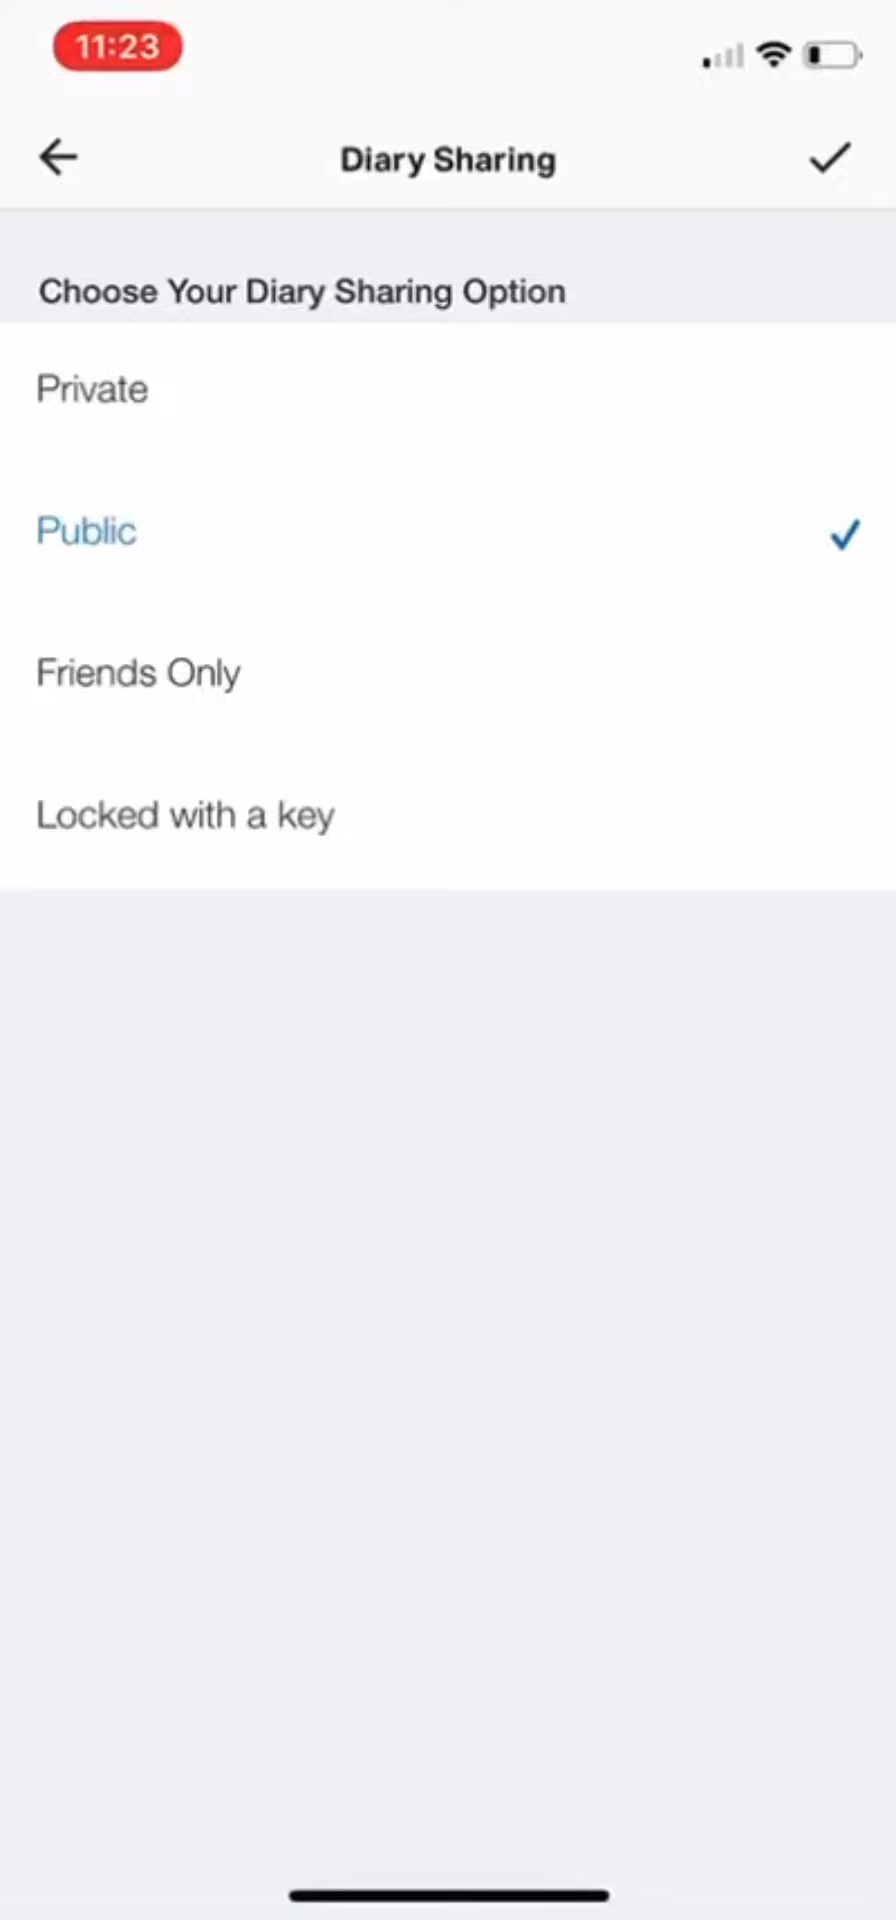 11:23
Diary Sharing
Choose Your Diary Sharing Option
Private
Public
Friends Only
Locked with a key